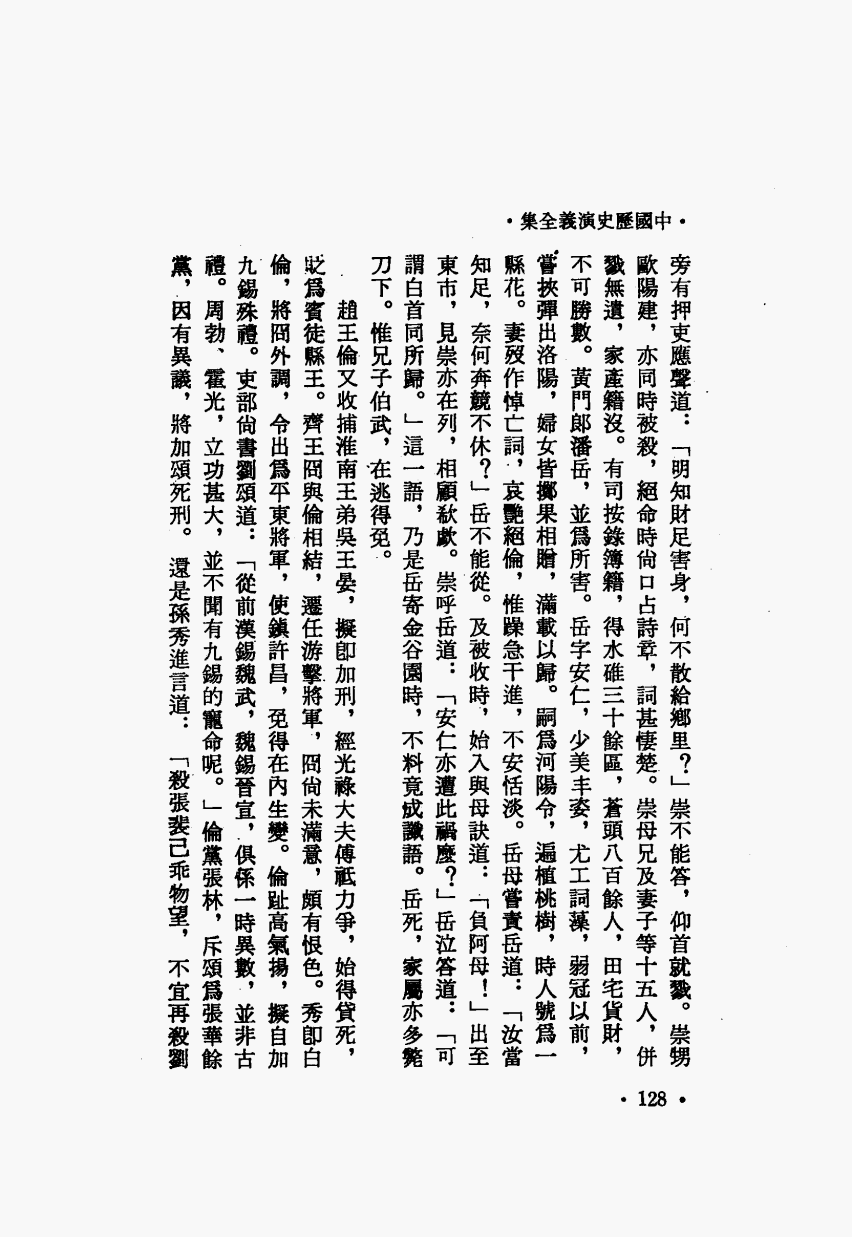 •中國歷史演義全集•
旁有押吏應聲道：「明知財足害身，何不散給鄉里？」崇不能答，仰首就戮。崇甥
歐陽建，亦同時被殺，絕命時尙口占詩章，詞甚悽楚。崇母兄及妻子等十五人，併
戮無遺，家產籍沒。有司按錄簿籍，得水碓三十餘區，蒼頭八百餘人，田宅貨財，
不可勝數。黃門郞潘岳，並爲所害。岳字安仁，少美丰姿，尤工詞藻，弱冠以前，
嘗挾彈出洛陽，婦女皆擲果相贈，滿載以歸。嗣爲河陽令，遍植桃樹，時人號爲一
縣花。妻歿作悼亡詞，哀艷絕倫，惟躁急干進，不安恬淡。岳母嘗責岳道：「汝當
知足，奈何奔競不休？」岳不能從。及被收時，始入與母訣道：「負阿母！」出至
東市，見崇亦在列，相顧欷歔。崇呼岳道：「安仁亦遭此禍麼？」岳泣答道：「可
謂白首同所歸。」這一語，乃是岳寄金谷園時，不料竟成讖語。岳死，家屬亦多斃
刀下。惟兄子伯武，在逃得免。
趙王倫又收捕淮南王弟吳王晏，擬卽加刑，經光祿大夫傅祗力爭，始得貸死，
貶爲賓徒縣王。齊王冏與倫相結，遷任游擊將軍，冏尙未滿意，頗有恨色。秀卽白
倫，將冏外調，令出爲平東將軍，使鎭許昌，免得在內生變。倫趾高氣揚，擬自加
九錫殊禮。吏部尙書劉頌道：「從前漢錫魏武，魏錫晉宣，俱係一時異數，並非古
禮。周勃、霍光，立功甚大，並不聞有九錫的寵命呢。」倫黨張林，斥頌爲張華餘
黨，因有異議，將加頌死刑。還是孫秀進言道：「殺張裴已乖物望，不宜再殺劉
•128•